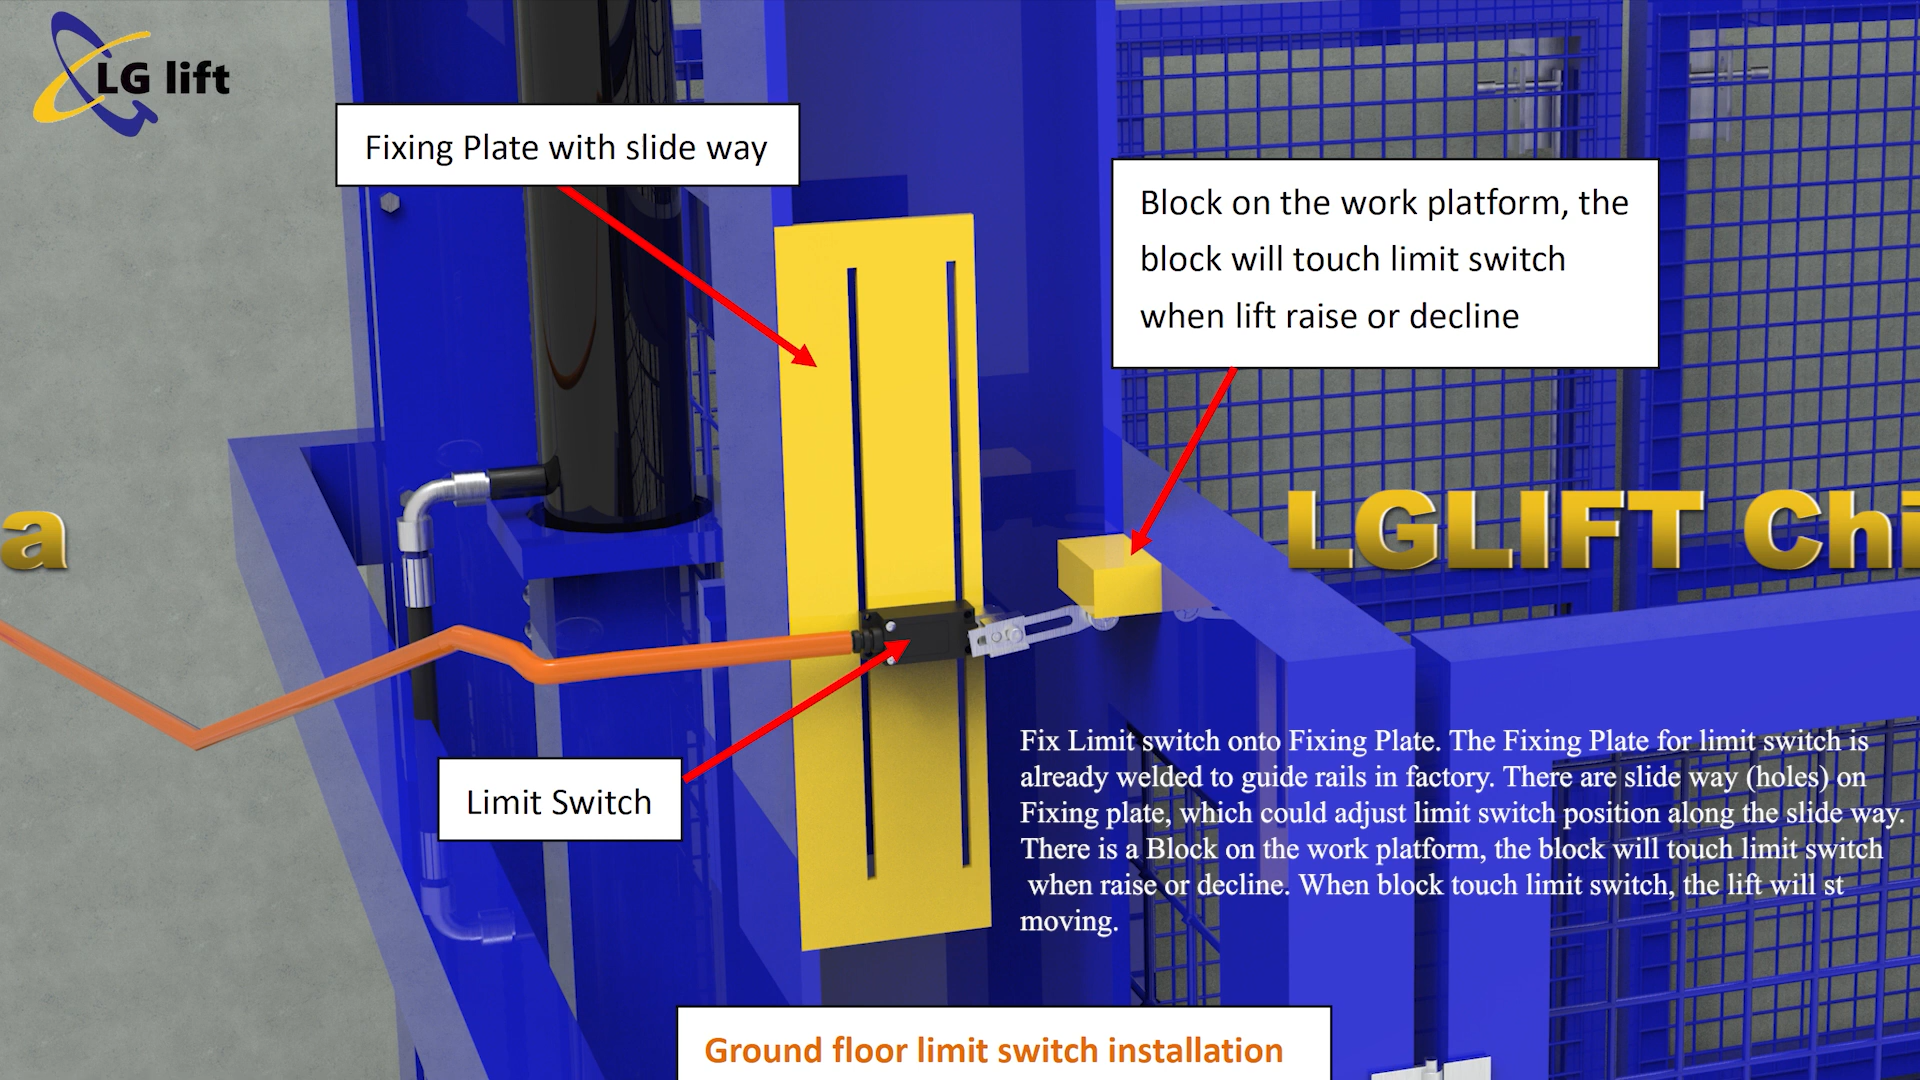 LG lift
Fixing Plate with slide way
Block on the work platform, the
block will touch limit switch
when lift raise or decline
a
LGLIFT Chi
Limit Switch
Fix Limit switch onto Fixing Plate. The Fixing Plate for limit switch is
already welded to guide rails in factory. There are slide way (holes) on
Fixing plate, which could adjust limit switch position along the slide way.
There is a Block on the work platform, the block will touch limit switch
when raise or decline. When block touch limit switch, the lift will st
moving.
Ground floor limit switch installation